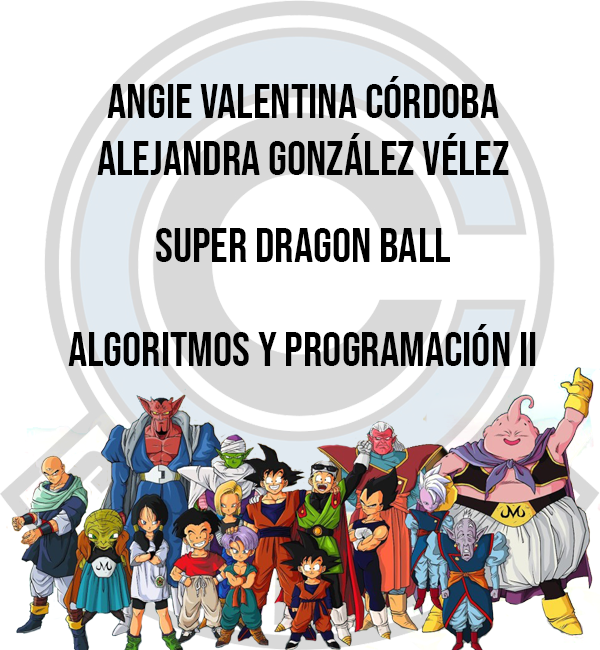 ANGIE VALENTINA CÓRDOBA
ALEJANDRA GONZÁLEZ VÉLEZ
SUPER DRAGON BALL
ALGORITMOS Y PROGRAMACIÓN II
M
M